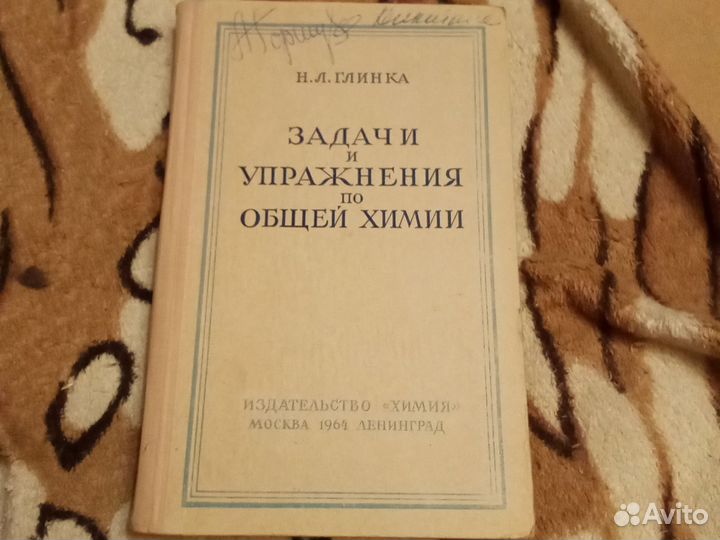 Н.Л.ГЛИНКА
ЗАДАЧИ
И
УПРАЖНЕНИЯ
ПО
ОБЩЕЙ ХИМИИ
ИЗДАТЕЛЬСТВО «ХИМИЯ»
МОСКВА 1964 ЛЕНИНГРАД
Avito